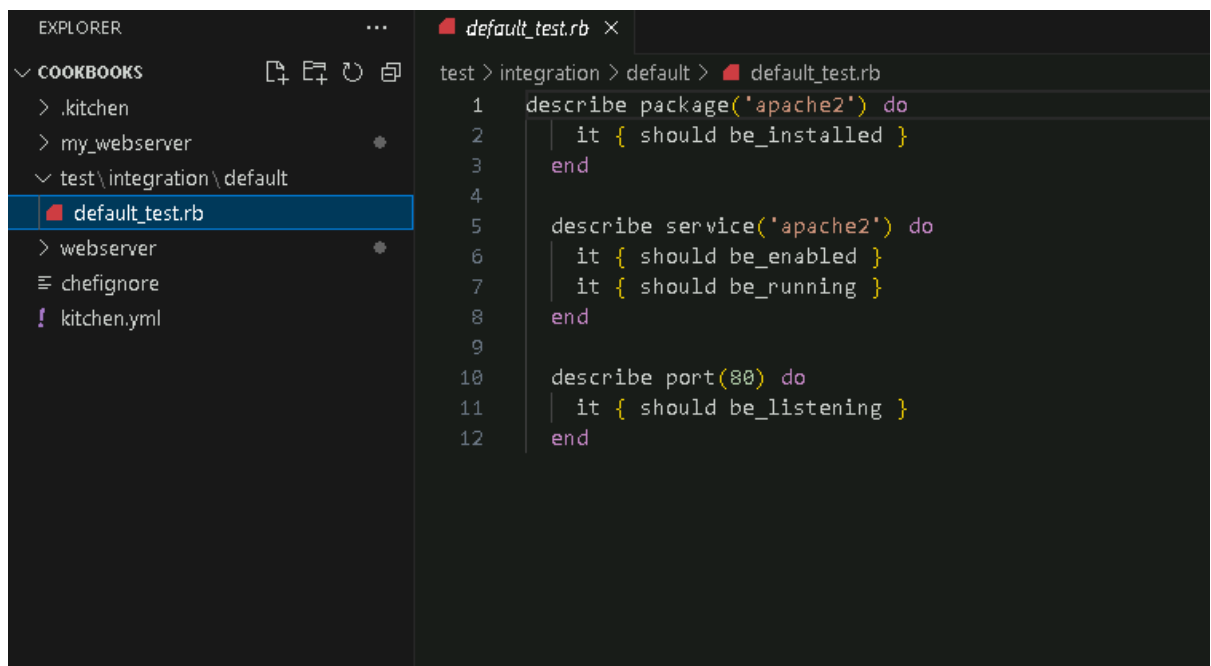 EXPLORER ...
COOKBOOKS
.kitchen
my_webserver
test\integration\default
default_test.rb
webserver
chefignore
! kitchen.yml
default_test.rb ×
test > integration > default > default_test.rb
1 describe package('apache2') do
2 it { should be_installed }
3 end
4
5 describe service('apache2') do
6 it { should be_enabled }
7 it { should be_running }
8 end
9
10 describe port(80) do
11 it { should be_listening }
12 end